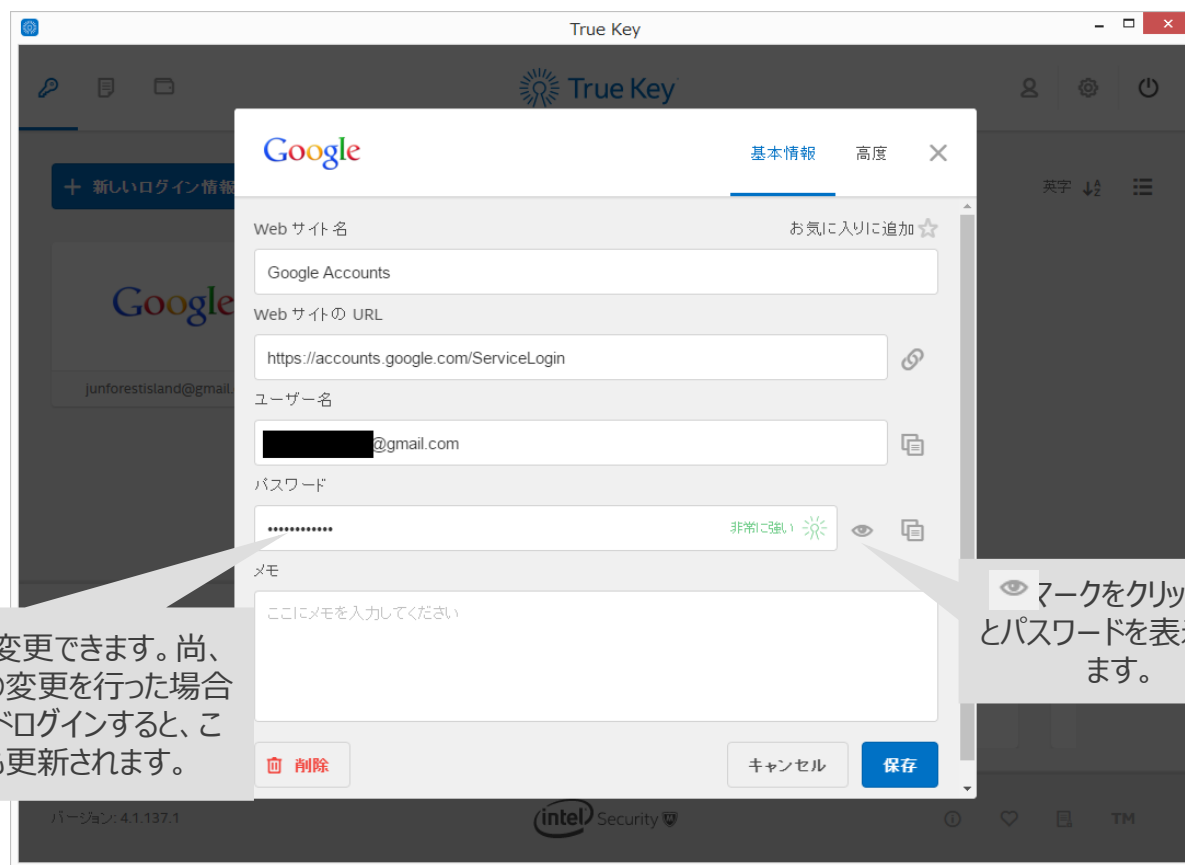 True Key
True Key
Google
基本情報
高度
+ 新しいログイン情報
英字
Web サイト名
お気に入りに追加
Google Accounts
Google
Web サイトの URL
https://accounts.google.com/ServiceLogin
junforestisland@gmail.
ユーザー名
@gmail.com
パスワード
••••••••••••
非常に強い
メモ
ここにメモを入力してください
マークをクリッ
とパスワードを表
ます。
変更できます。尚、
の変更を行った場合
ドログインすると、こ
も更新されます。
削除
キャンセル
保存
バージョン: 4.1.137.1
intel Security
TM